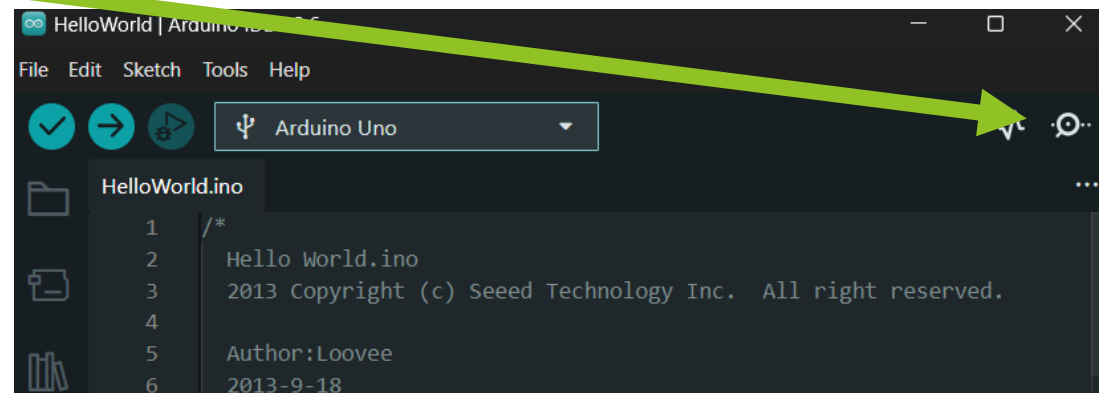 HelloWorld | Arduino IDE
File Edit Sketch Tools Help
Arduino Uno
HelloWorld.ino
1 /*
2 Hello World.ino
3 2013 Copyright (c) Seeed Technology Inc.  All right reserved.
4
5 Author:Loovee
6 2013-9-18